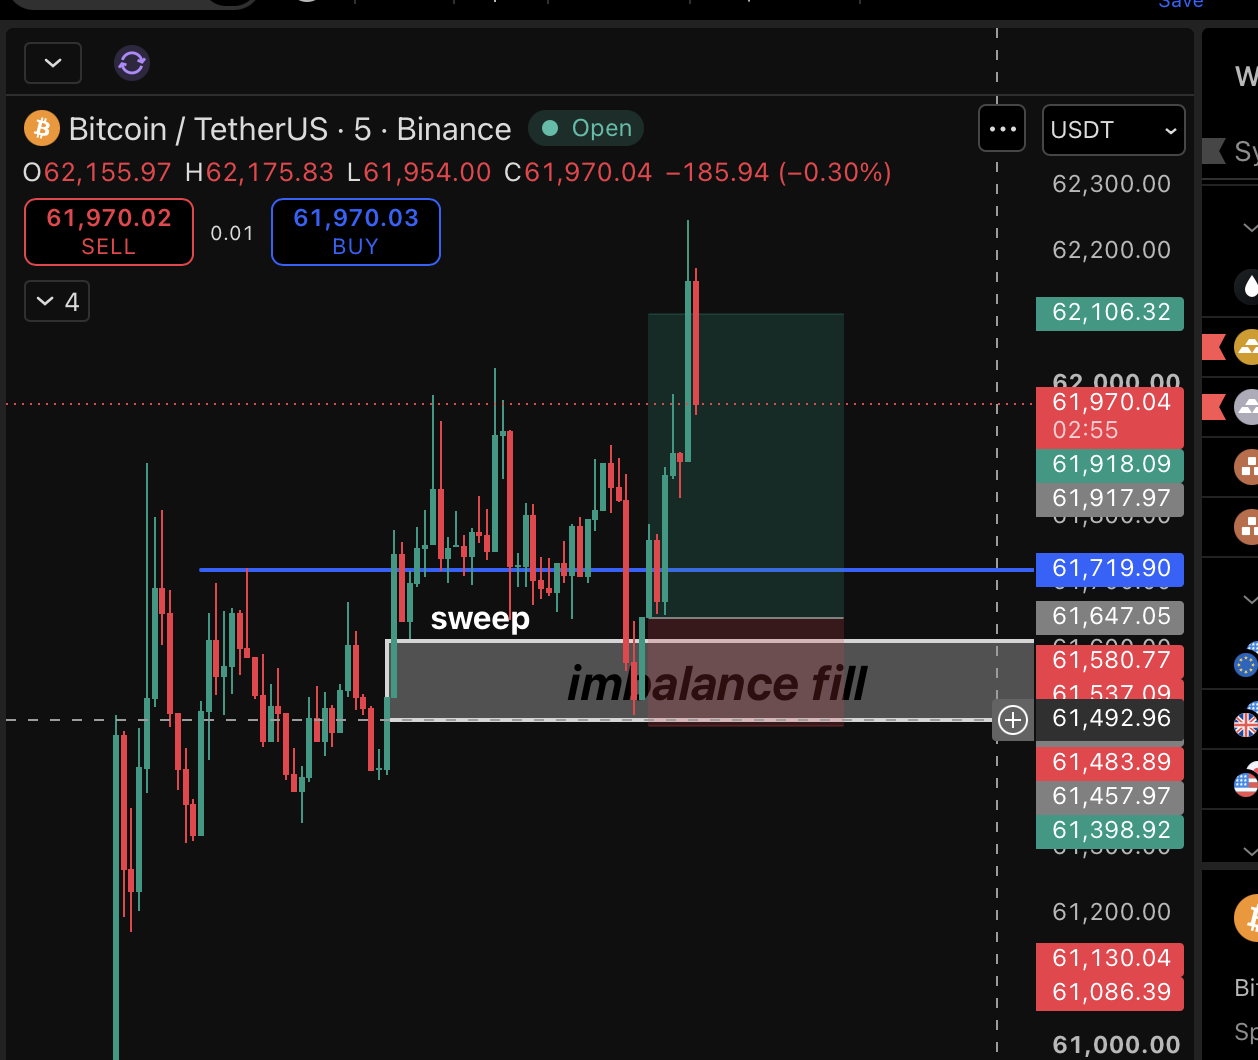 Save
Bitcoin / TetherUS · 5 · Binance
Open
USDT
O62,155.97 H62,175.83 L61,954.00 C61,970.04 −185.94 (−0.30%)
61,970.02
SELL
0.01
61,970.03
BUY
4
62,300.00
62,200.00
62,106.32
62,000.00
61,970.04
02:55
61,918.09
61,917.97
61,719.90
61,647.05
61,580.77
61,537.09
61,492.96
61,483.89
61,457.97
61,398.92
61,200.00
61,130.04
61,086.39
61,000.00
sweep
imbalance fill